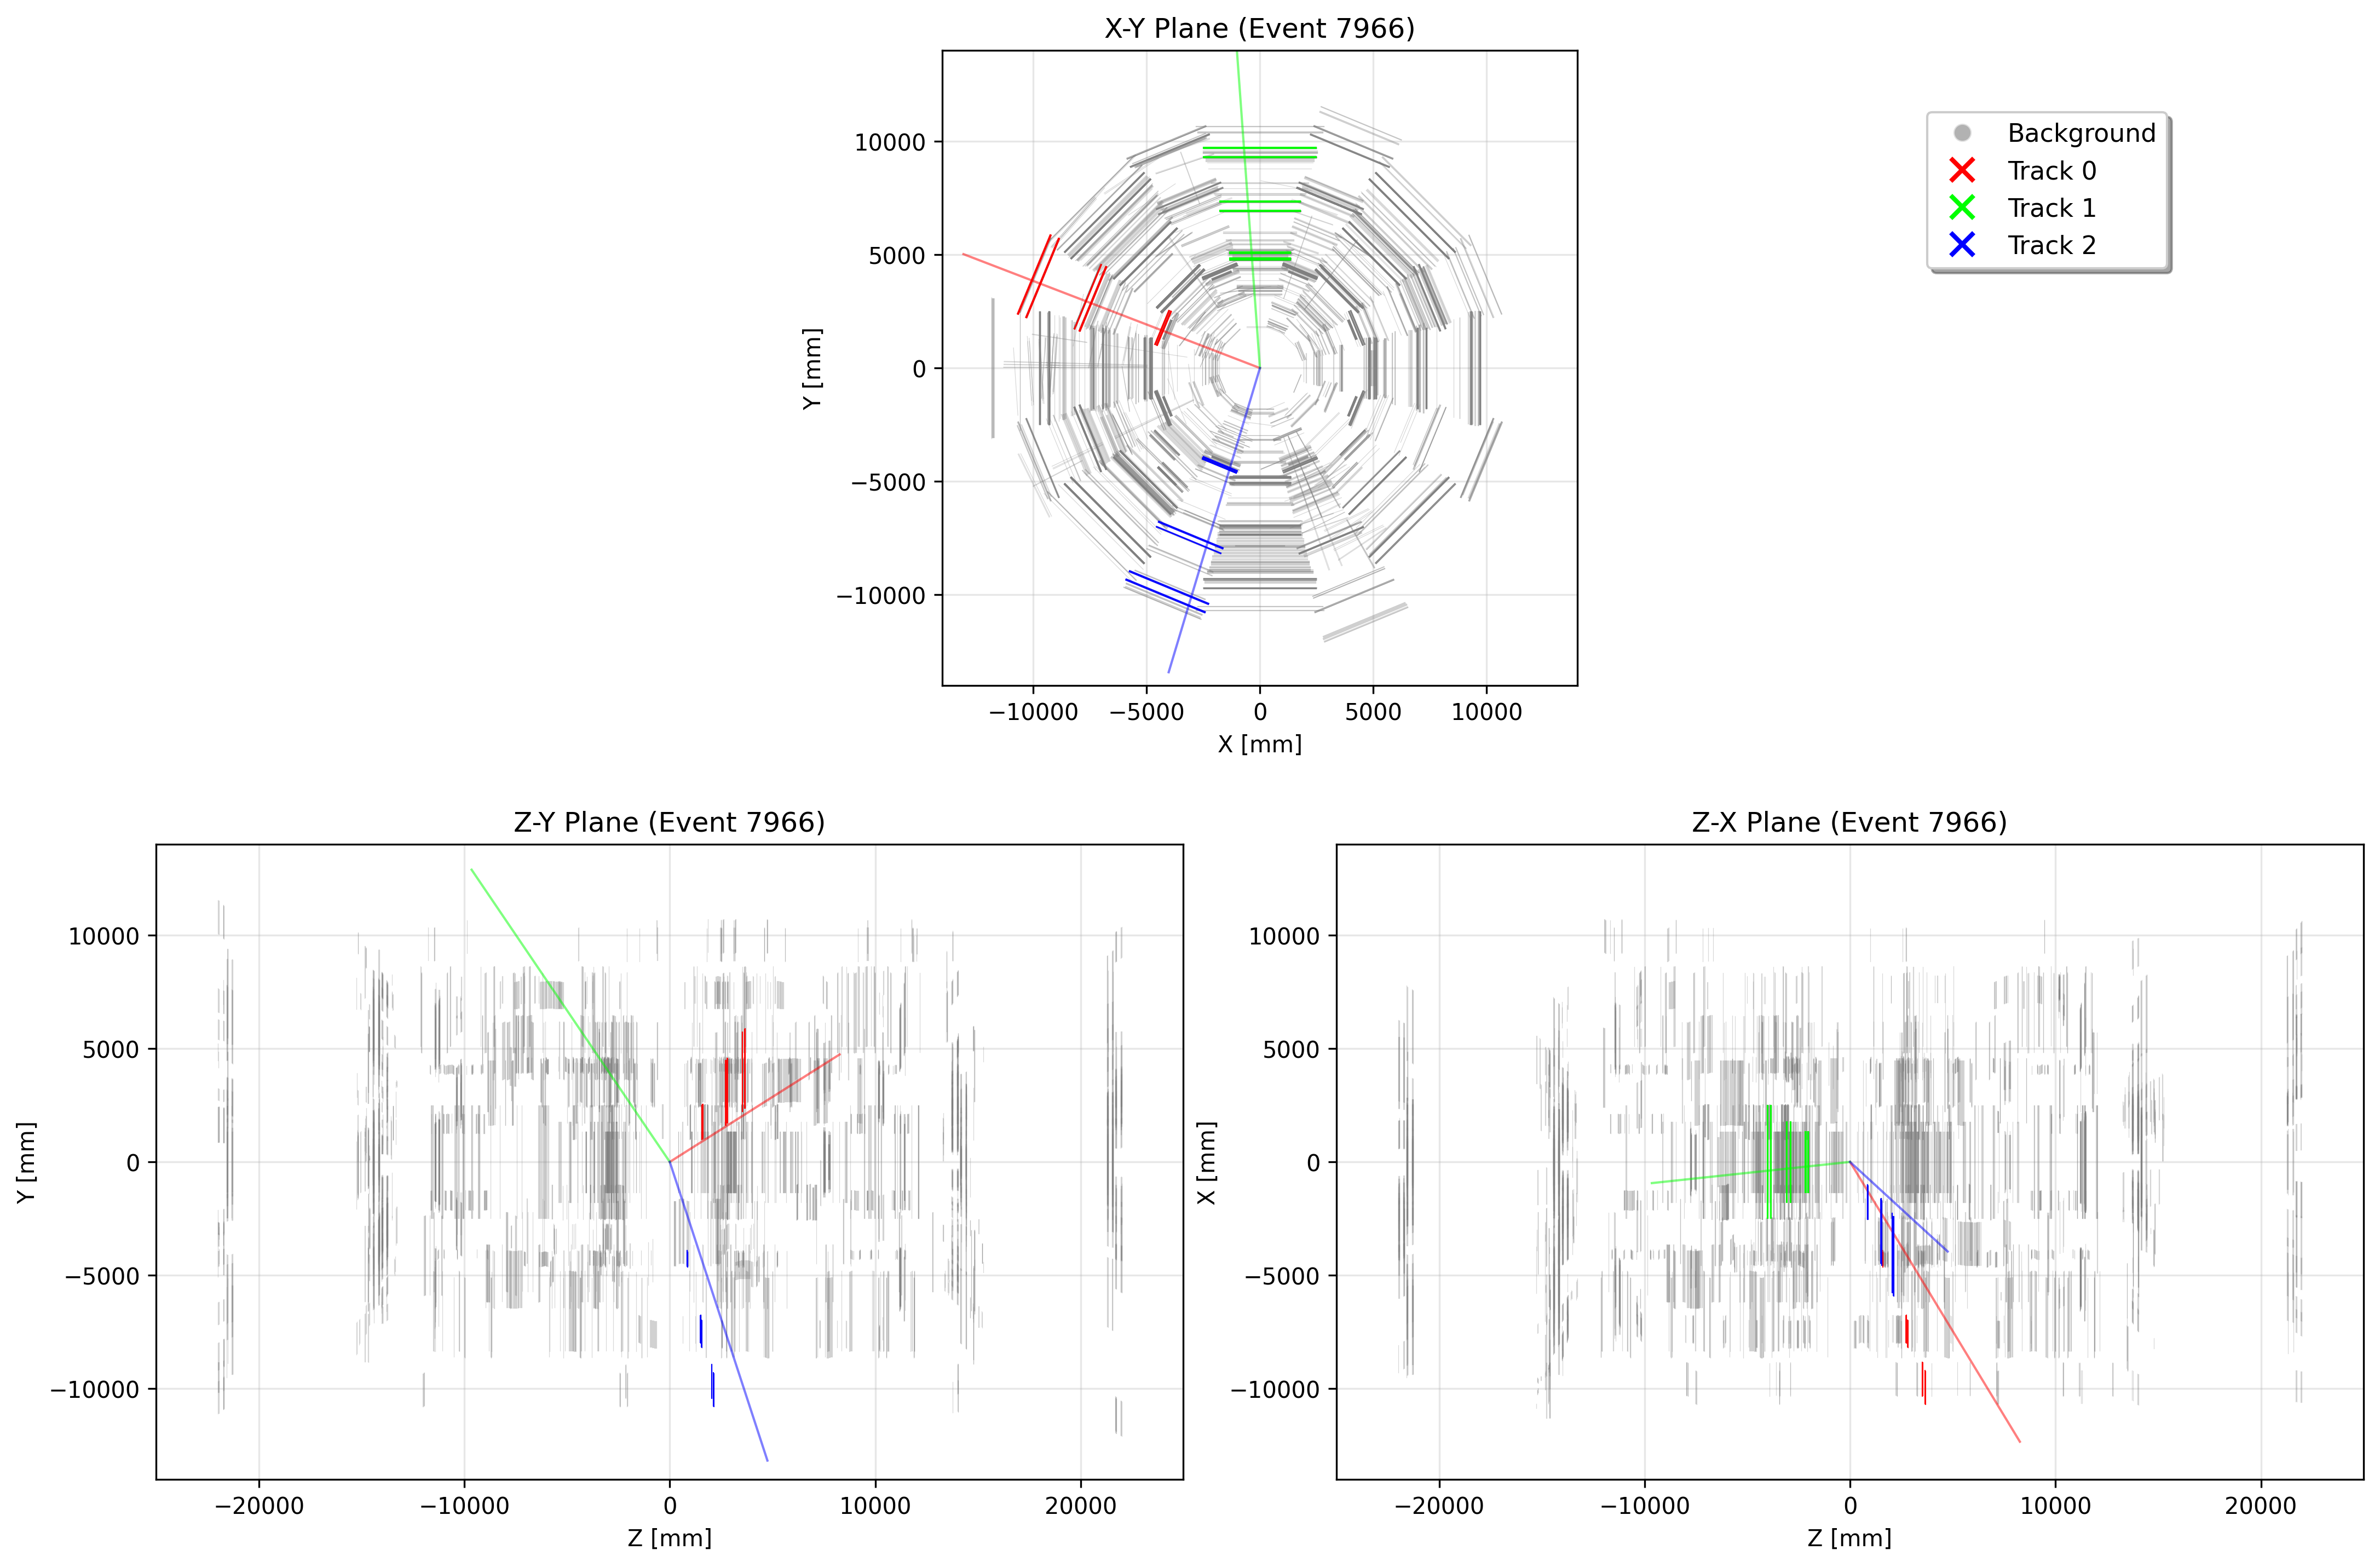 X-Y Plane (Event 7966)
Background
Track 0
Track 1
Track 2
Y [mm]
10000
5000
0
−5000
−10000
−10000 −5000 0 5000 10000
X [mm]
Z-Y Plane (Event 7966)
Y [mm]
10000
5000
0
−5000
−10000
−20000 −10000 0 10000 20000
Z [mm]
Z-X Plane (Event 7966)
X [mm]
10000
5000
0
−5000
−10000
−20000 −10000 0 10000 20000
Z [mm]